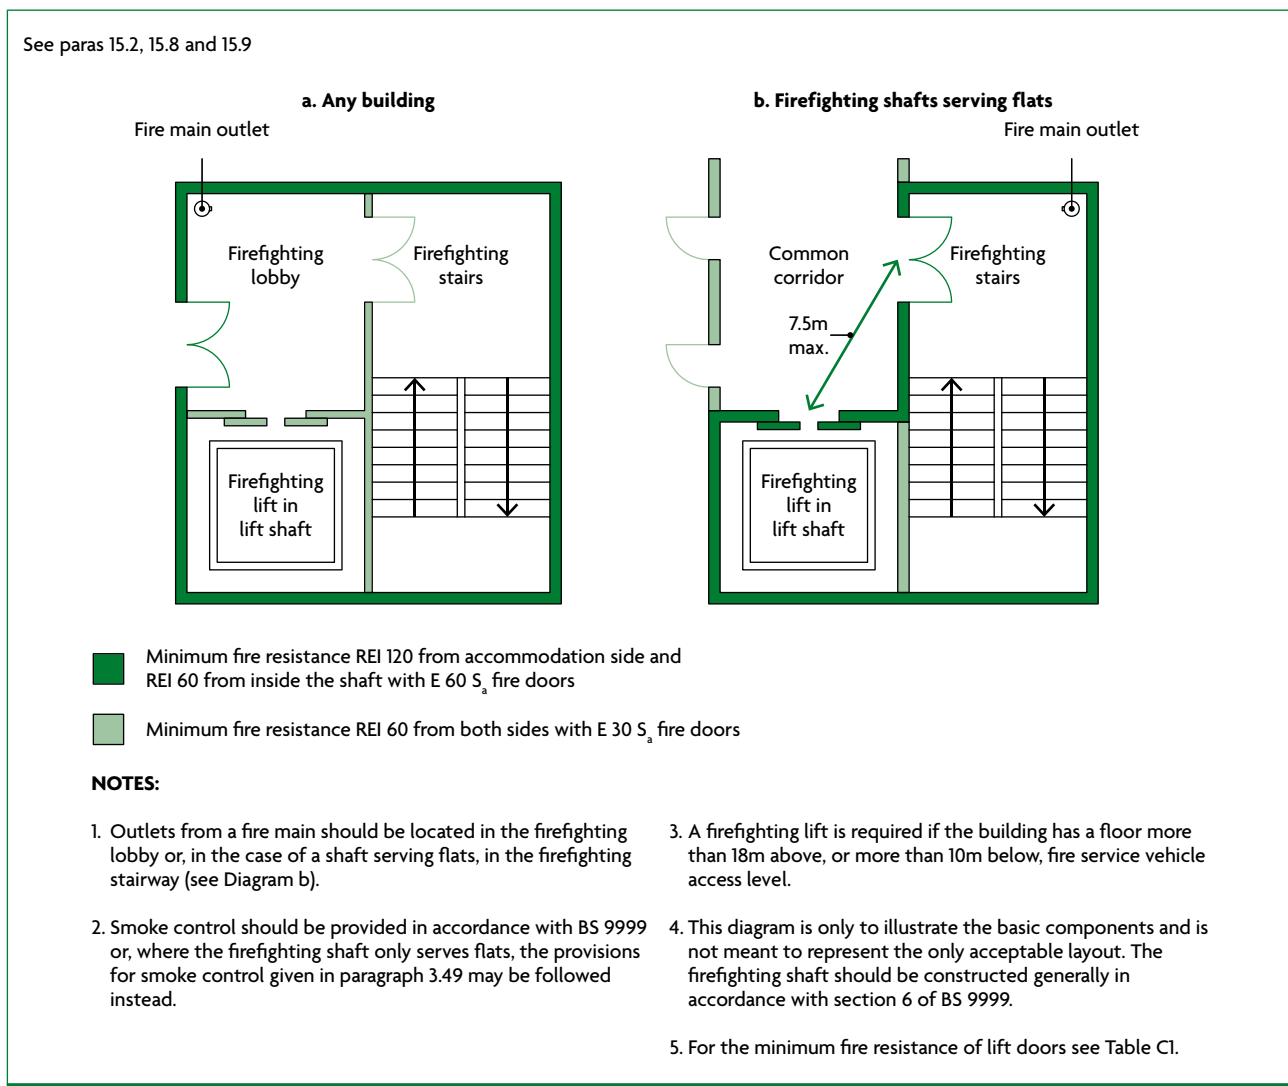 See paras 15.2, 15.8 and 15.9
a. Any building
Fire main outlet
Firefighting
lobby
Firefighting
stairs
Firefighting
lift in
lift shaft
b. Firefighting shafts serving flats
Fire main outlet
Common
corridor
Firefighting
stairs
7.5m
max.
Firefighting
lift in
lift shaft
Minimum fire resistance REI 120 from accommodation side and
REI 60 from inside the shaft with E 60 Sa fire doors
Minimum fire resistance REI 60 from both sides with E 30 Sa fire doors
NOTES:
1. Outlets from a fire main should be located in the firefighting
lobby or, in the case of a shaft serving flats, in the firefighting
stairway (see Diagram b).
2. Smoke control should be provided in accordance with BS 9999
or, where the firefighting shaft only serves flats, the provisions
for smoke control given in paragraph 3.49 may be followed
instead.
3. A firefighting lift is required if the building has a floor more
than 18m above, or more than 10m below, fire service vehicle
access level.
4. This diagram is only to illustrate the basic components and is
not meant to represent the only acceptable layout. The
firefighting shaft should be constructed generally in
accordance with section 6 of BS 9999.
5. For the minimum fire resistance of lift doors see Table C1.